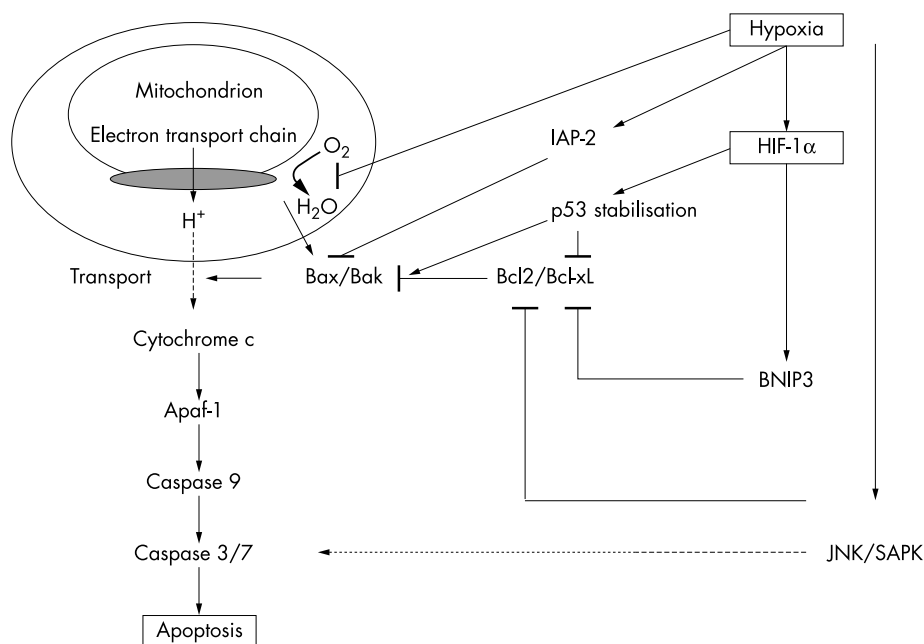 Hypoxia
Mitochondrion
Electron transport chain
O2
IAP-2
HIF-1α
H2O
H+
p53 stabilisation
Transport
Bax/Bak
Bcl2/Bcl-xL
Cytochrome c
BNIP3
Apaf-1
Caspase 9
Caspase 3/7
JNK/SAPK
Apoptosis